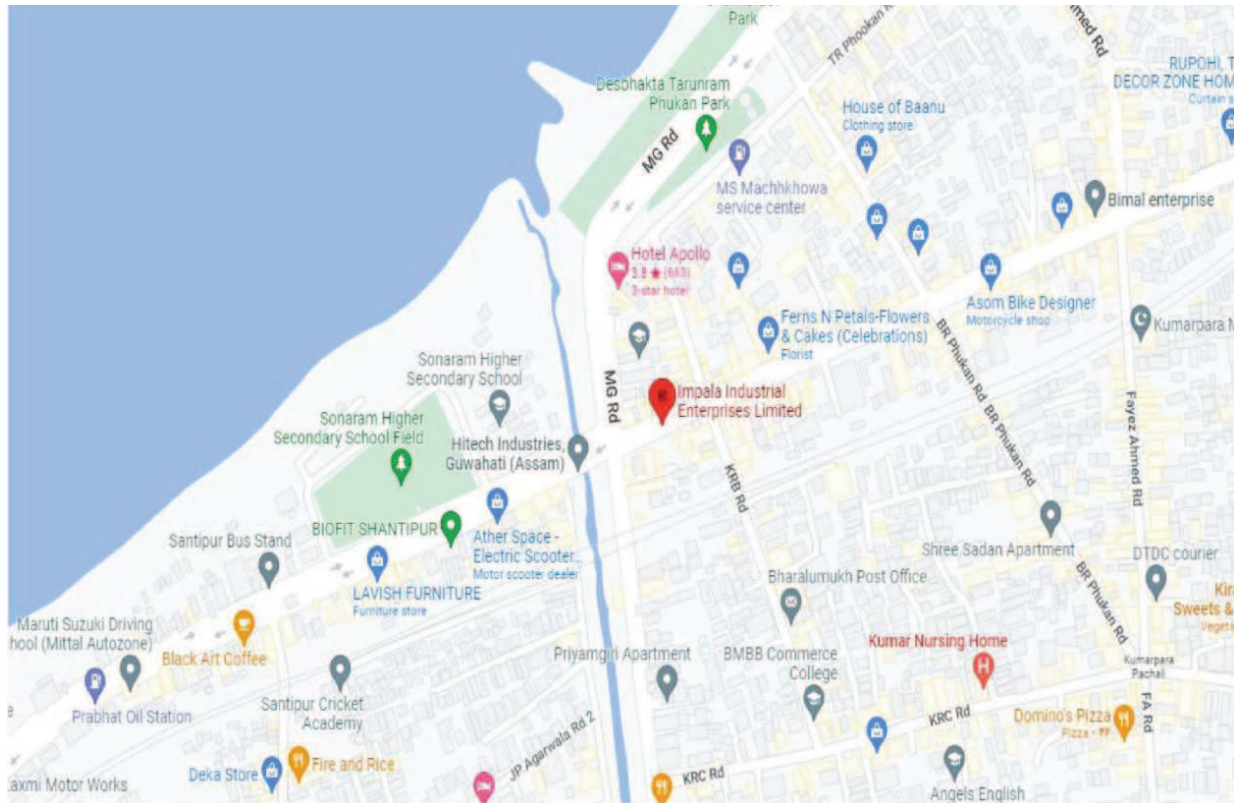 Park
TR Phookan
med Rd
RUPOHI, T
DECOR ZONE HOM
Curtain s
Desbhakta Tarunram
Phukan Park
House of Baanu
Clothing store
MG Rd
MS Machhkhowa
service center
Bimal enterprise
Hotel Apollo
3.8 ★ (663)
3-star hotel
Asom Bike Designer
Motorcycle shop
Ferns N Petals-Flowers
& Cakes (Celebrations)
Florist
Kumarpara M
BR Phukan Rd
Sonaram Higher
Secondary School
MG Rd
Impala Industrial
Enterprises Limited
Sonaram Higher
Secondary School Field
Hitech Industries,
Guwahati (Assam)
Fayez Ahmed Rd
BR Phukan Rd
KRB Rd
BIOFIT SHANTIPUR
Santipur Bus Stand
Ather Space -
Electric Scooter...
Motor scooter dealer
Shree Sadan Apartment
DTDC courier
LAVISH FURNITURE
Furniture store
Bharalumukh Post Office
Kira
Sweets &
Vegeta
BR Phukan Rd
Maruti Suzuki Driving
chool (Mittal Autozone)
Black Art Coffee
Kumar Nursing Home
Priyamgiri Apartment
BMBB Commerce
College
Kumarpara
Pachali
Prabhat Oil Station
Santipur Cricket
Academy
KRC Rd
Domino's Pizza
Pizza • ₹₹
FA Rd
JP Agarwala Rd 2
Deka Store
Fire and Rice
KRC Rd
Laxmi Motor Works
Angels English